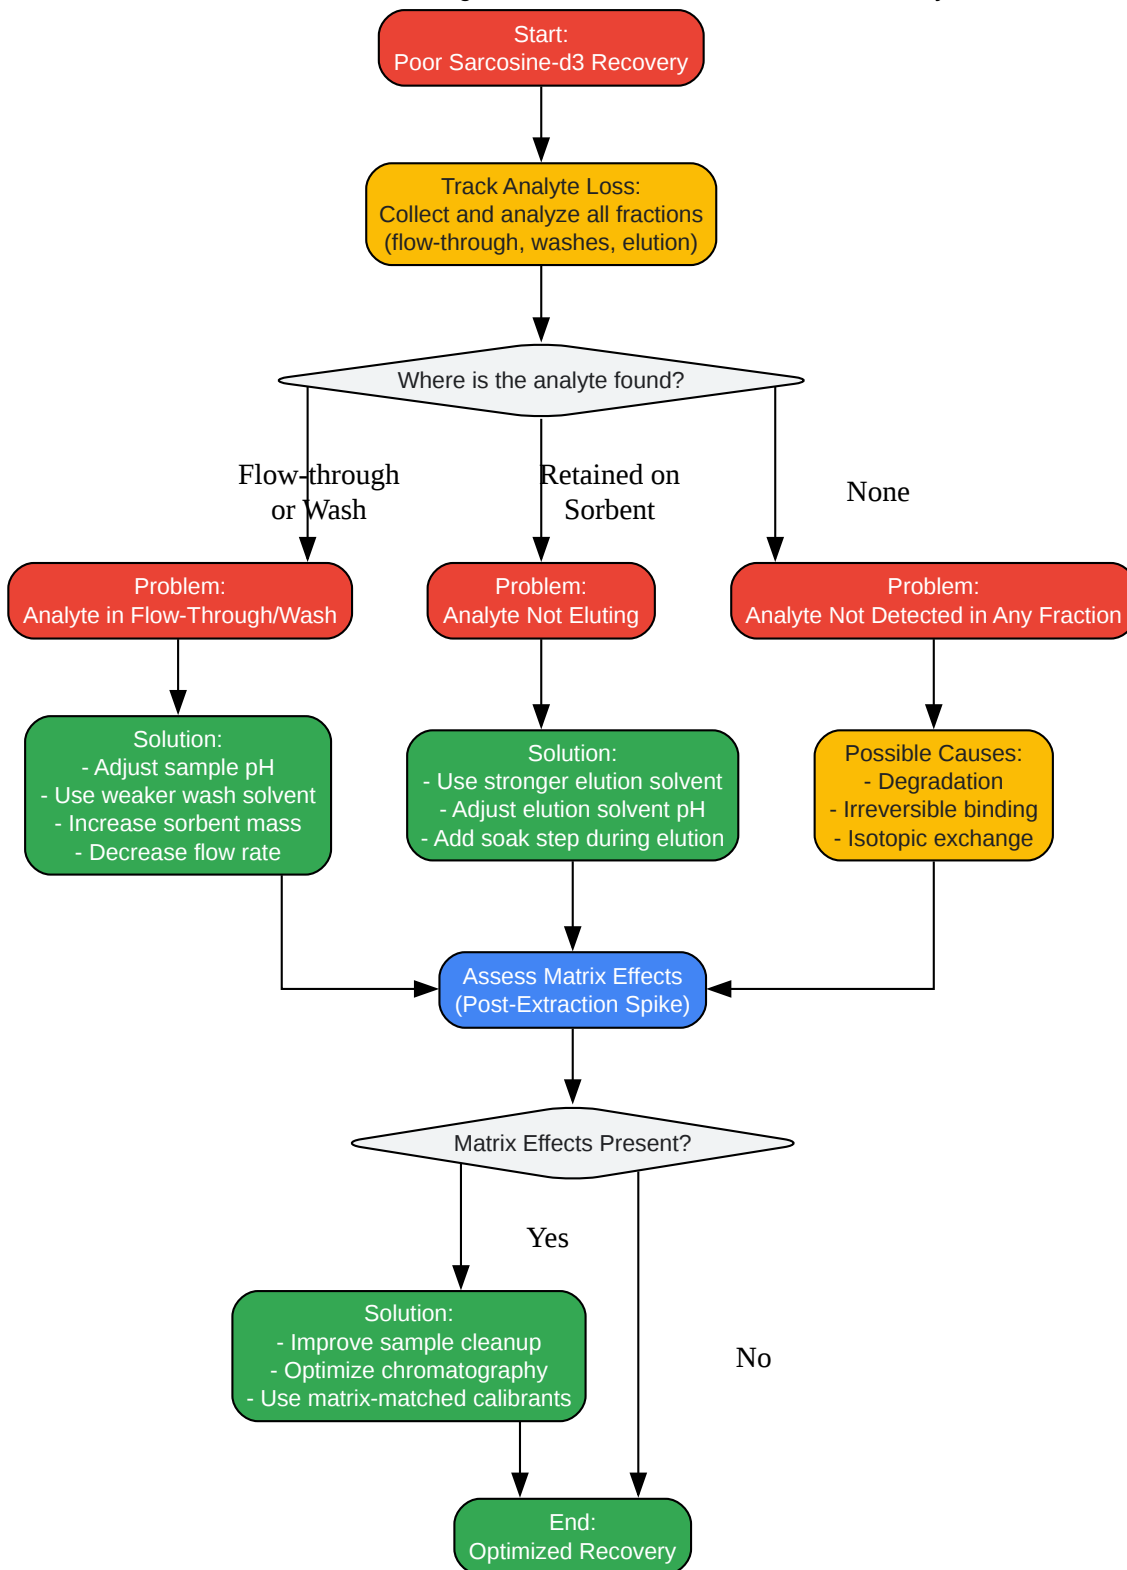 Start:
Poor Sarcosine-d3 Recovery
Track Analyte Loss:
Collect and analyze all fractions
(flow-through, washes, elution)
Where is the analyte found?
Flow-through
or Wash
Retained on
Sorbent
None
Problem:
Analyte in Flow-Through/Wash
Problem:
Analyte Not Eluting
Problem:
Analyte Not Detected in Any Fraction
Solution:
- Adjust sample pH
- Use weaker wash solvent
- Increase sorbent mass
- Decrease flow rate
Solution:
- Use stronger elution solvent
- Adjust elution solvent pH
- Add soak step during elution
Possible Causes:
- Degradation
- Irreversible binding
- Isotopic exchange
Assess Matrix Effects
(Post-Extraction Spike)
Matrix Effects Present?
Yes
No
Solution:
- Improve sample cleanup
- Optimize chromatography
- Use matrix-matched calibrants
End:
Optimized Recovery